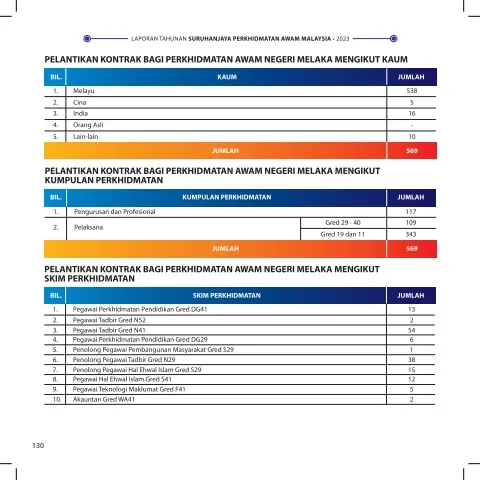 LAPORAN TAHUNAN SURUHANJAYA PERKHIDMATAN AWAM MALAYSIA • 2023
PELANTIKAN KONTRAK BAGI PERKHIDMATAN AWAM NEGERI MELAKA MENGIKUT KAUM
BIL. KAUM JUMLAH
1. Melayu 538
2. Cina 5
3. India 16
4. Orang Asli -
5. Lain-lain 10
JUMLAH 569
PELANTIKAN KONTRAK BAGI PERKHIDMATAN AWAM NEGERI MELAKA MENGIKUT
KUMPULAN PERKHIDMATAN
BIL. KUMPULAN PERKHIDMATAN JUMLAH
1. Pengurusan dan Profesional 117
2. Pelaksana Gred 29 - 40 109
Gred 19 dan 11 343
JUMLAH 569
PELANTIKAN KONTRAK BAGI PERKHIDMATAN AWAM NEGERI MELAKA MENGIKUT
SKIM PERKHIDMATAN
BIL. SKIM PERKHIDMATAN JUMLAH
1. Pegawai Perkhidmatan Pendidikan Gred DG41 13
2. Pegawai Tadbir Gred N52 2
3. Pegawai Tadbir Gred N41 54
4. Pegawai Perkhidmatan Pendidikan Gred DG29 6
5. Penolong Pegawai Pembangunan Masyarakat Gred S29 1
6. Penolong Pegawai Tadbir Gred N29 38
7. Penolong Pegawai Hal Ehwal Islam Gred S29 15
8. Pegawai Hal Ehwal Islam Gred S41 12
9. Pegawai Teknologi Maklumat Gred F41 5
10. Akauntan Gred WA41 2
130